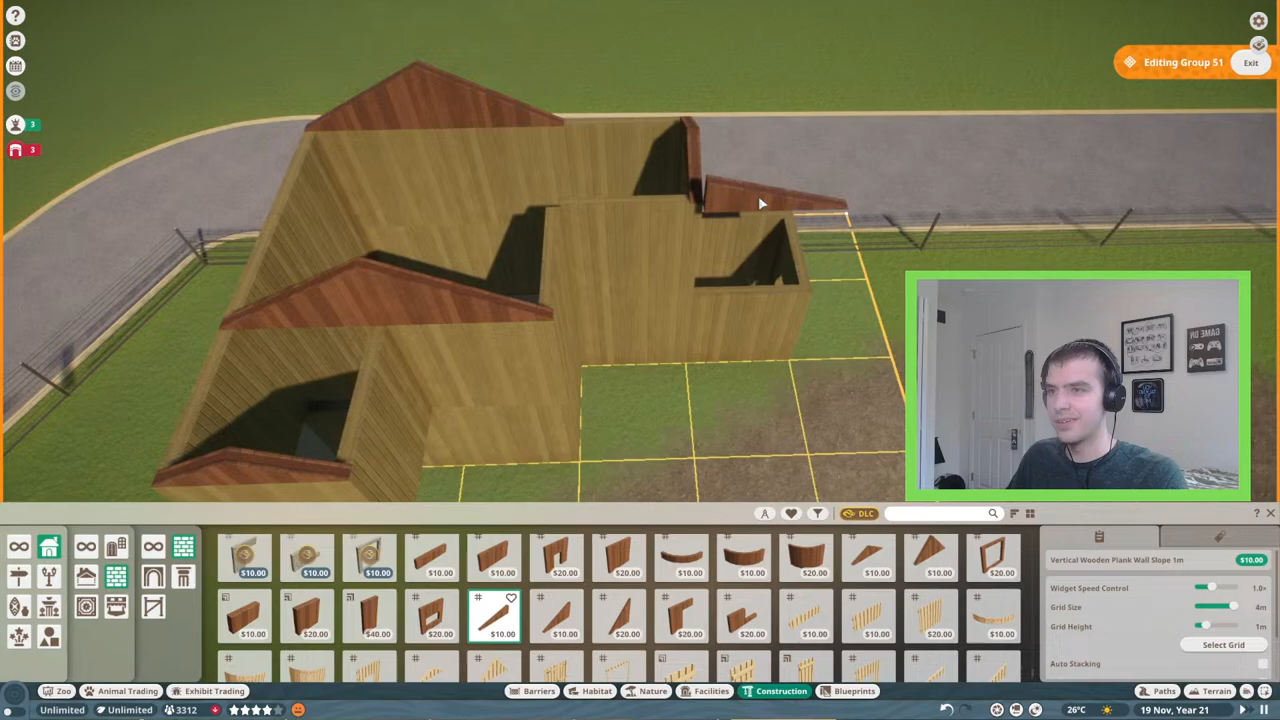 ?
Editing Group 51
Exit
3
3
GAME ON
DLC
? ×
$10.00 $10.00 $10.00 $10.00 $10.00 $20.00 $20.00 $10.00 $10.00 $20.00 $10.00 $10.00 $20.00
Vertical Wooden Plank Wall Slope 1m $10.00
Widget Speed Control 1.0×
$10.00 $20.00 $40.00 $20.00 $10.00 $10.00 $20.00 $20.00 $20.00 $10.00 $10.00 $20.00 $10.00
Grid Size 4m
Grid Height 1m
Select Grid
Auto Stacking
Zoo Animal Trading Exhibit Trading Barriers Habitat Nature Facilities Construction Blueprints Paths Terrain
Unlimited Unlimited 3312 26°C 19 Nov, Year 21